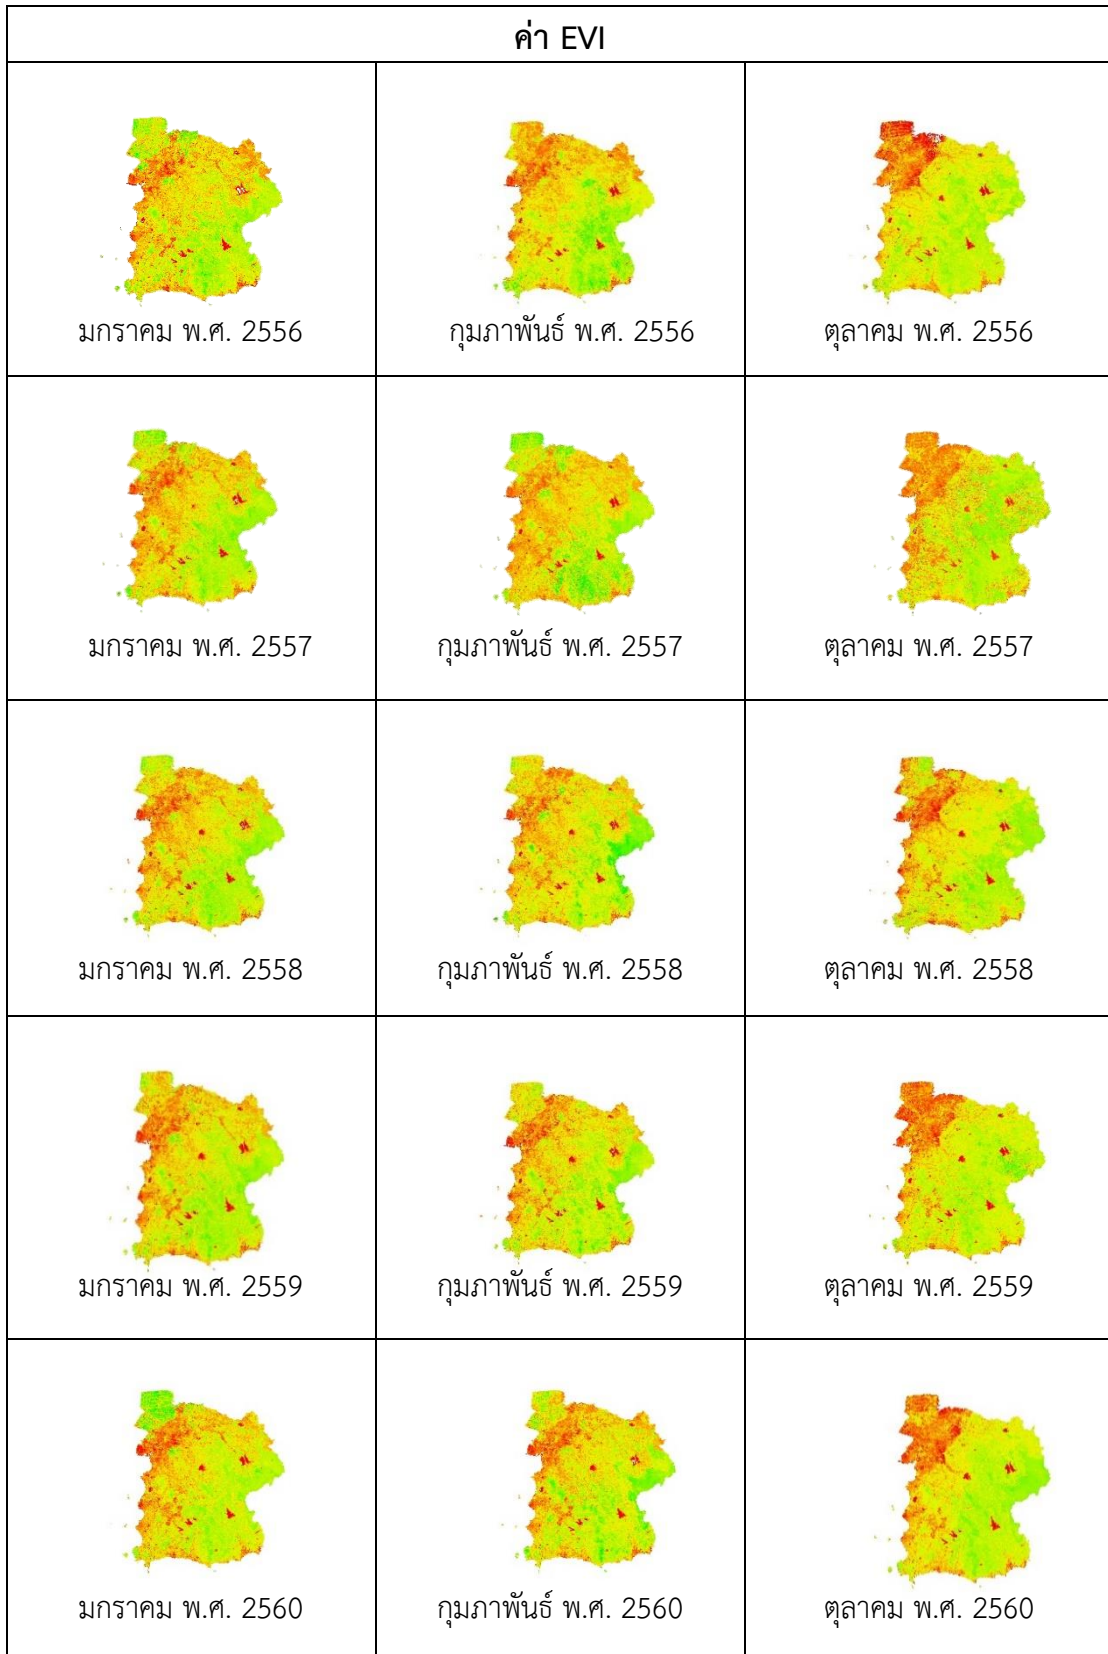 ค่า EVI
มกราคม พ.ศ. 2556
กุมภาพันธ์ พ.ศ. 2556
ตุลาคม พ.ศ. 2556
มกราคม พ.ศ. 2557
กุมภาพันธ์ พ.ศ. 2557
ตุลาคม พ.ศ. 2557
มกราคม พ.ศ. 2558
กุมภาพันธ์ พ.ศ. 2558
ตุลาคม พ.ศ. 2558
มกราคม พ.ศ. 2559
กุมภาพันธ์ พ.ศ. 2559
ตุลาคม พ.ศ. 2559
มกราคม พ.ศ. 2560
กุมภาพันธ์ พ.ศ. 2560
ตุลาคม พ.ศ. 2560